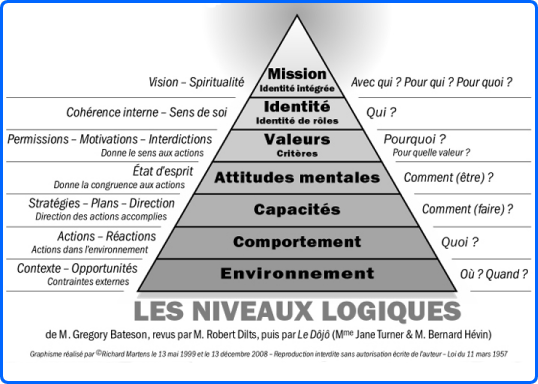 Vision – Spiritualité
Mission
Identité intégrée
Avec qui ? Pour qui ? Pour quoi ?
Cohérence interne – Sens de soi
Identité
Identité de rôles
Qui ?
Permissions – Motivations – Interdictions
Donne le sens aux actions
Valeurs
Critères
Pourquoi ?
Pour quelle valeur ?
État d'esprit
Donne la congruence aux actions
Attitudes mentales
Comment (être) ?
Stratégies – Plans – Direction
Direction des actions accomplies
Capacités
Comment (faire) ?
Actions – Réactions
Actions dans l'environnement
Comportement
Quoi ?
Contexte – Opportunités
Contraintes externes
Environnement
Où ? Quand ?
LES NIVEAUX LOGIQUES
de M. Gregory Bateson, revus par M. Robert Dilts, puis par Le Dôjô (Mme Jane Turner & M. Bernard Hévin)
Graphisme réalisé par ©Richard Martens le 13 mai 1999 et le 13 décembre 2008 – Reproduction interdite sans autorisation écrite de l'auteur – Loi du 11 mars 1957